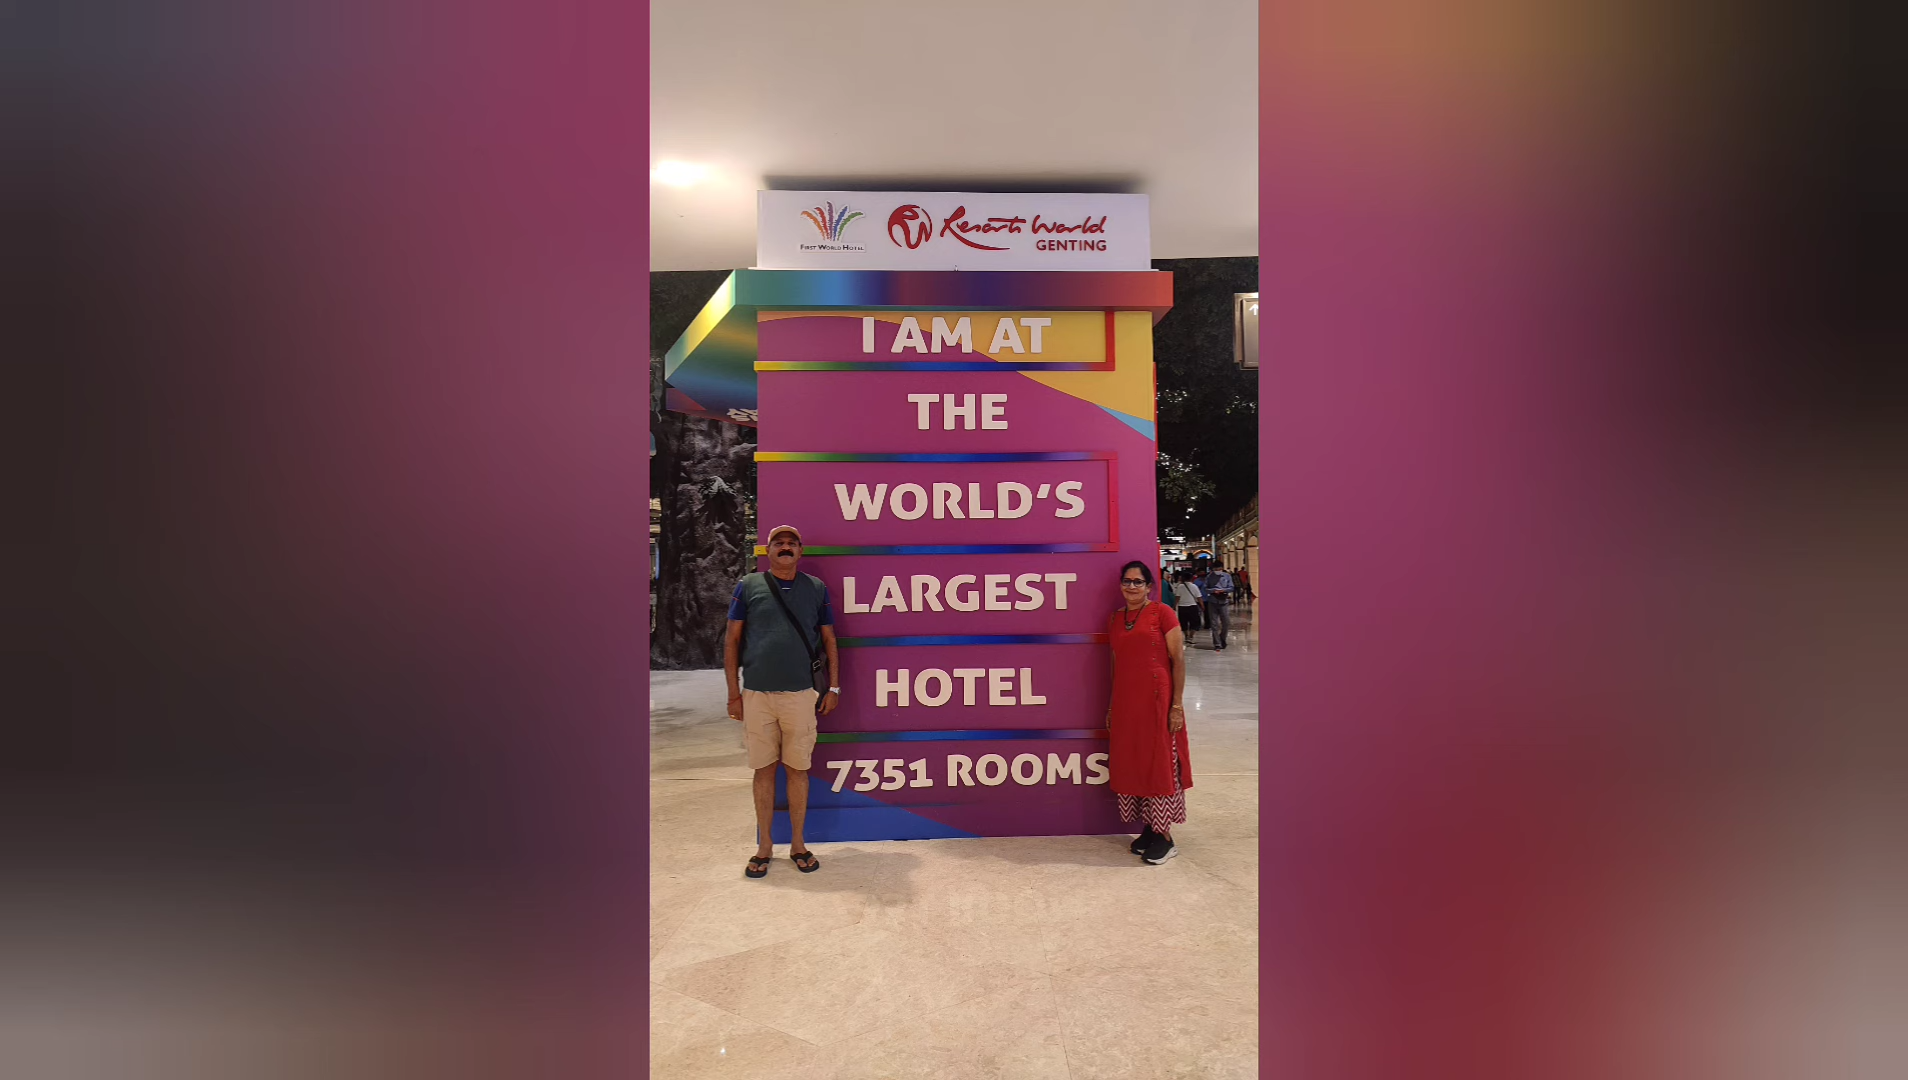 FIRST WORLD HOTEL
Resorts World
GENTING
I AM AT
THE
WORLD'S
LARGEST
HOTEL
7351 ROOMS